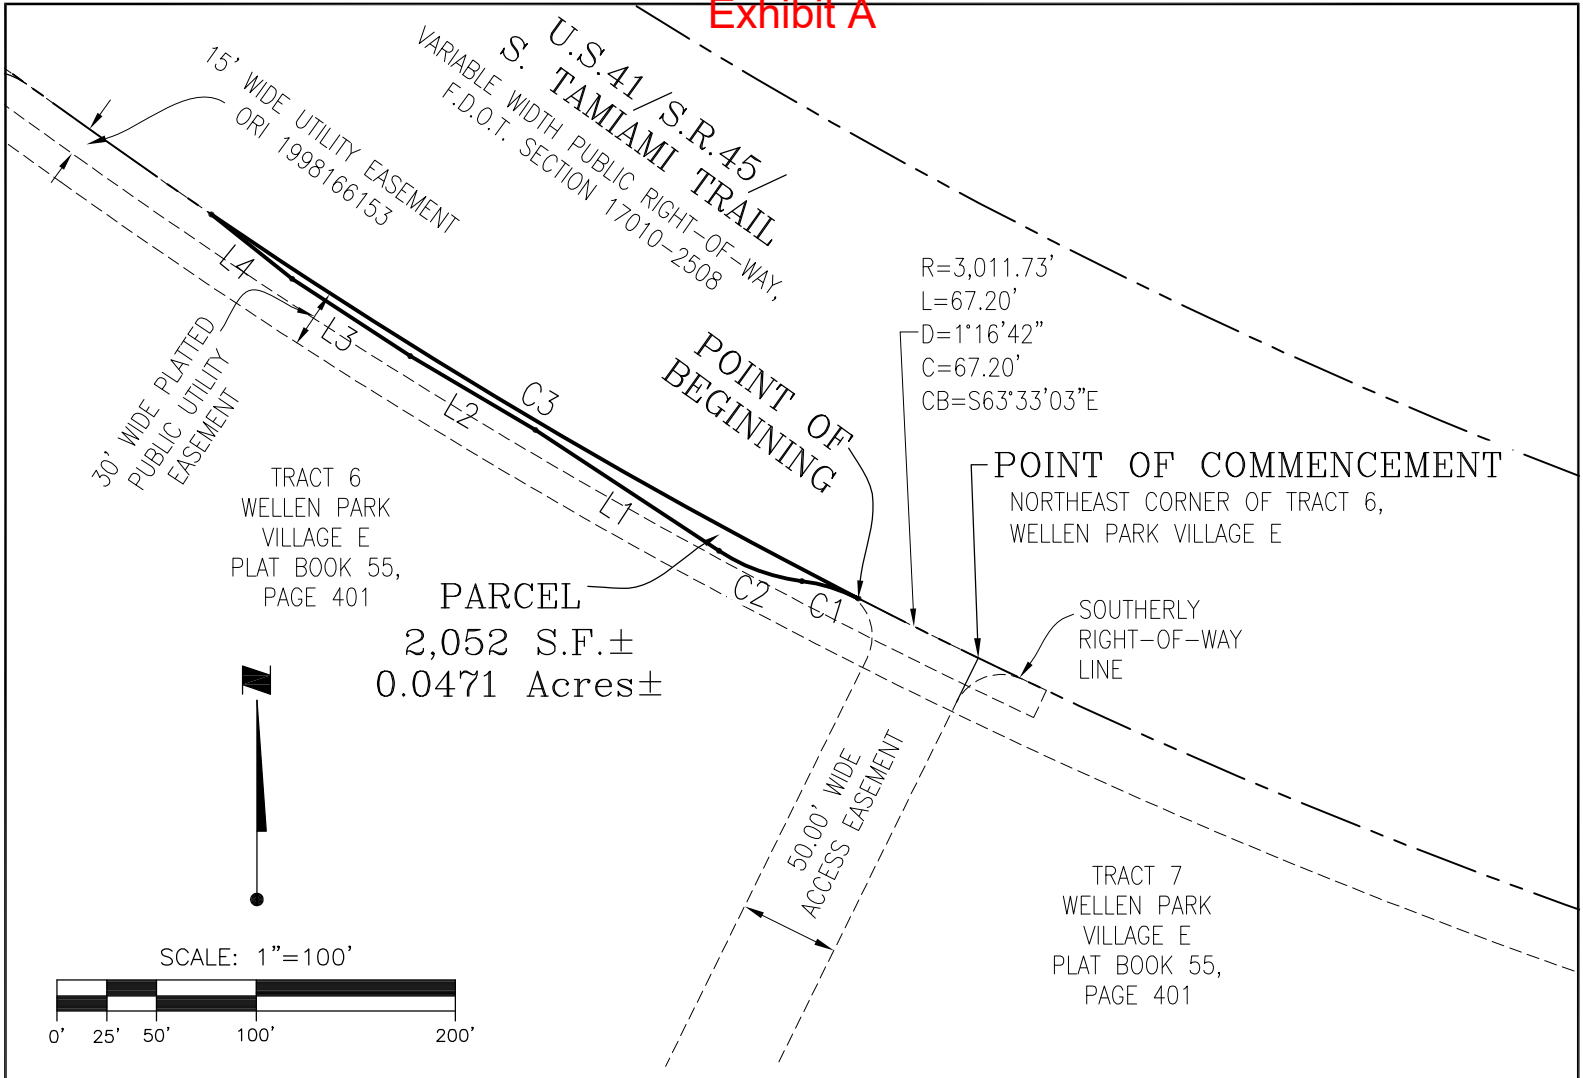 Exhibit A
U.S.41/S.R.45/
S. TAMIAMI TRAIL
VARIABLE WIDTH PUBLIC RIGHT-OF-WAY,
F.D.O.T. SECTION 17010-2508
15' WIDE UTILITY EASEMENT
ORI 1998166153
L4
L3
L2
C3
L1
C2
C1
30' WIDE PLATTED
PUBLIC UTILITY
EASEMENT
POINT OF
BEGINNING
R=3,011.73'
L=67.20'
D=1°16'42"
C=67.20'
CB=S63°33'03"E
POINT OF COMMENCEMENT
NORTHEAST CORNER OF TRACT 6,
WELLEN PARK VILLAGE E
TRACT 6
WELLEN PARK
VILLAGE E
PLAT BOOK 55,
PAGE 401
PARCEL
2,052 S.F.±
0.0471 Acres±
SOUTHERLY
RIGHT-OF-WAY
LINE
N
50.00' WIDE
ACCESS EASEMENT
TRACT 7
WELLEN PARK
VILLAGE E
PLAT BOOK 55,
PAGE 401
SCALE: 1"=100'
0' 25' 50' 100' 200'